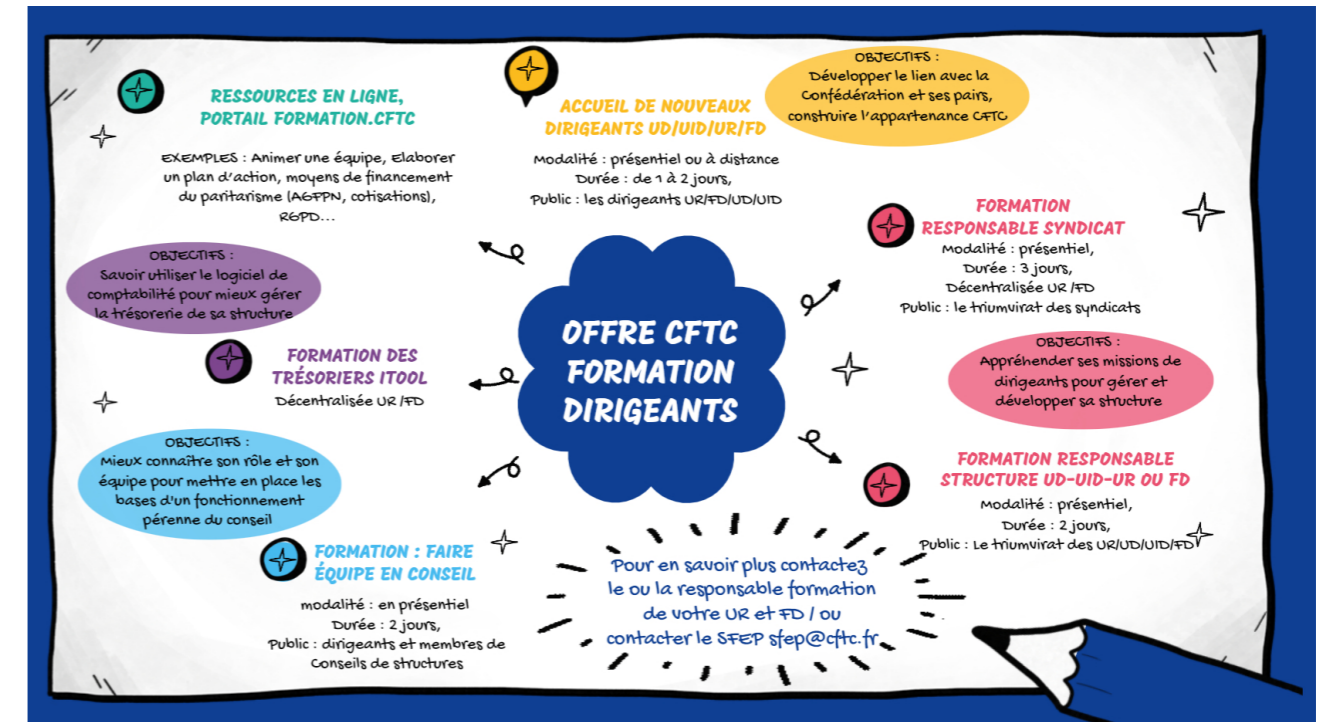 RESSOURCES EN LIGNE,
PORTAIL FORMATION.CFTC
EXEMPLES : Animer une équipe, Elaborer
un plan d'action, moyens de financement
du paritarisme (AGFPN, cotisations),
RGPD...
ACCUEIL DE NOUVEAUX
DIRIGEANTS UD/UID/UR/FD
Modalité : présentiel ou à distance
Durée : de 1 à 2 jours,
Public : les dirigeants UR/FD/UD/UID
OBJECTIFS :
Développer le lien avec la
Confédération et ses pairs,
construire l'appartenance CFTC
FORMATION
RESPONSABLE SYNDICAT
Modalité : présentiel,
Durée : 3 jours,
Décentralisée UR /FD
Public : le triumvirat des syndicats
OBJECTIFS :
Savoir utiliser le logiciel de
comptabilité pour mieux gérer
la trésorerie de sa structure
FORMATION DES
TRÉSORIERS ITOOL
Décentralisée UR /FD
OFFRE CFTC
FORMATION
DIRIGEANTS
OBJECTIFS :
Appréhender ses missions de
dirigeants pour gérer et
développer sa structure
OBJECTIFS :
Mieux connaître son rôle et son
équipe pour mettre en place les
bases d'un fonctionnement
pérenne du conseil
FORMATION : FAIRE
ÉQUIPE EN CONSEIL
modalité : en présentiel
Durée : 2 jours,
Public : dirigeants et membres de
Conseils de structures
FORMATION RESPONSABLE
STRUCTURE UD-UID-UR OU FD
Modalité : présentiel,
Durée : 2 jours,
Public : Le triumvirat des UR/UD/UID/FD
Pour en savoir plus contactez
le ou la responsable formation
de votre UR et FD / ou
contacter le SFEP sfep@cftc.fr